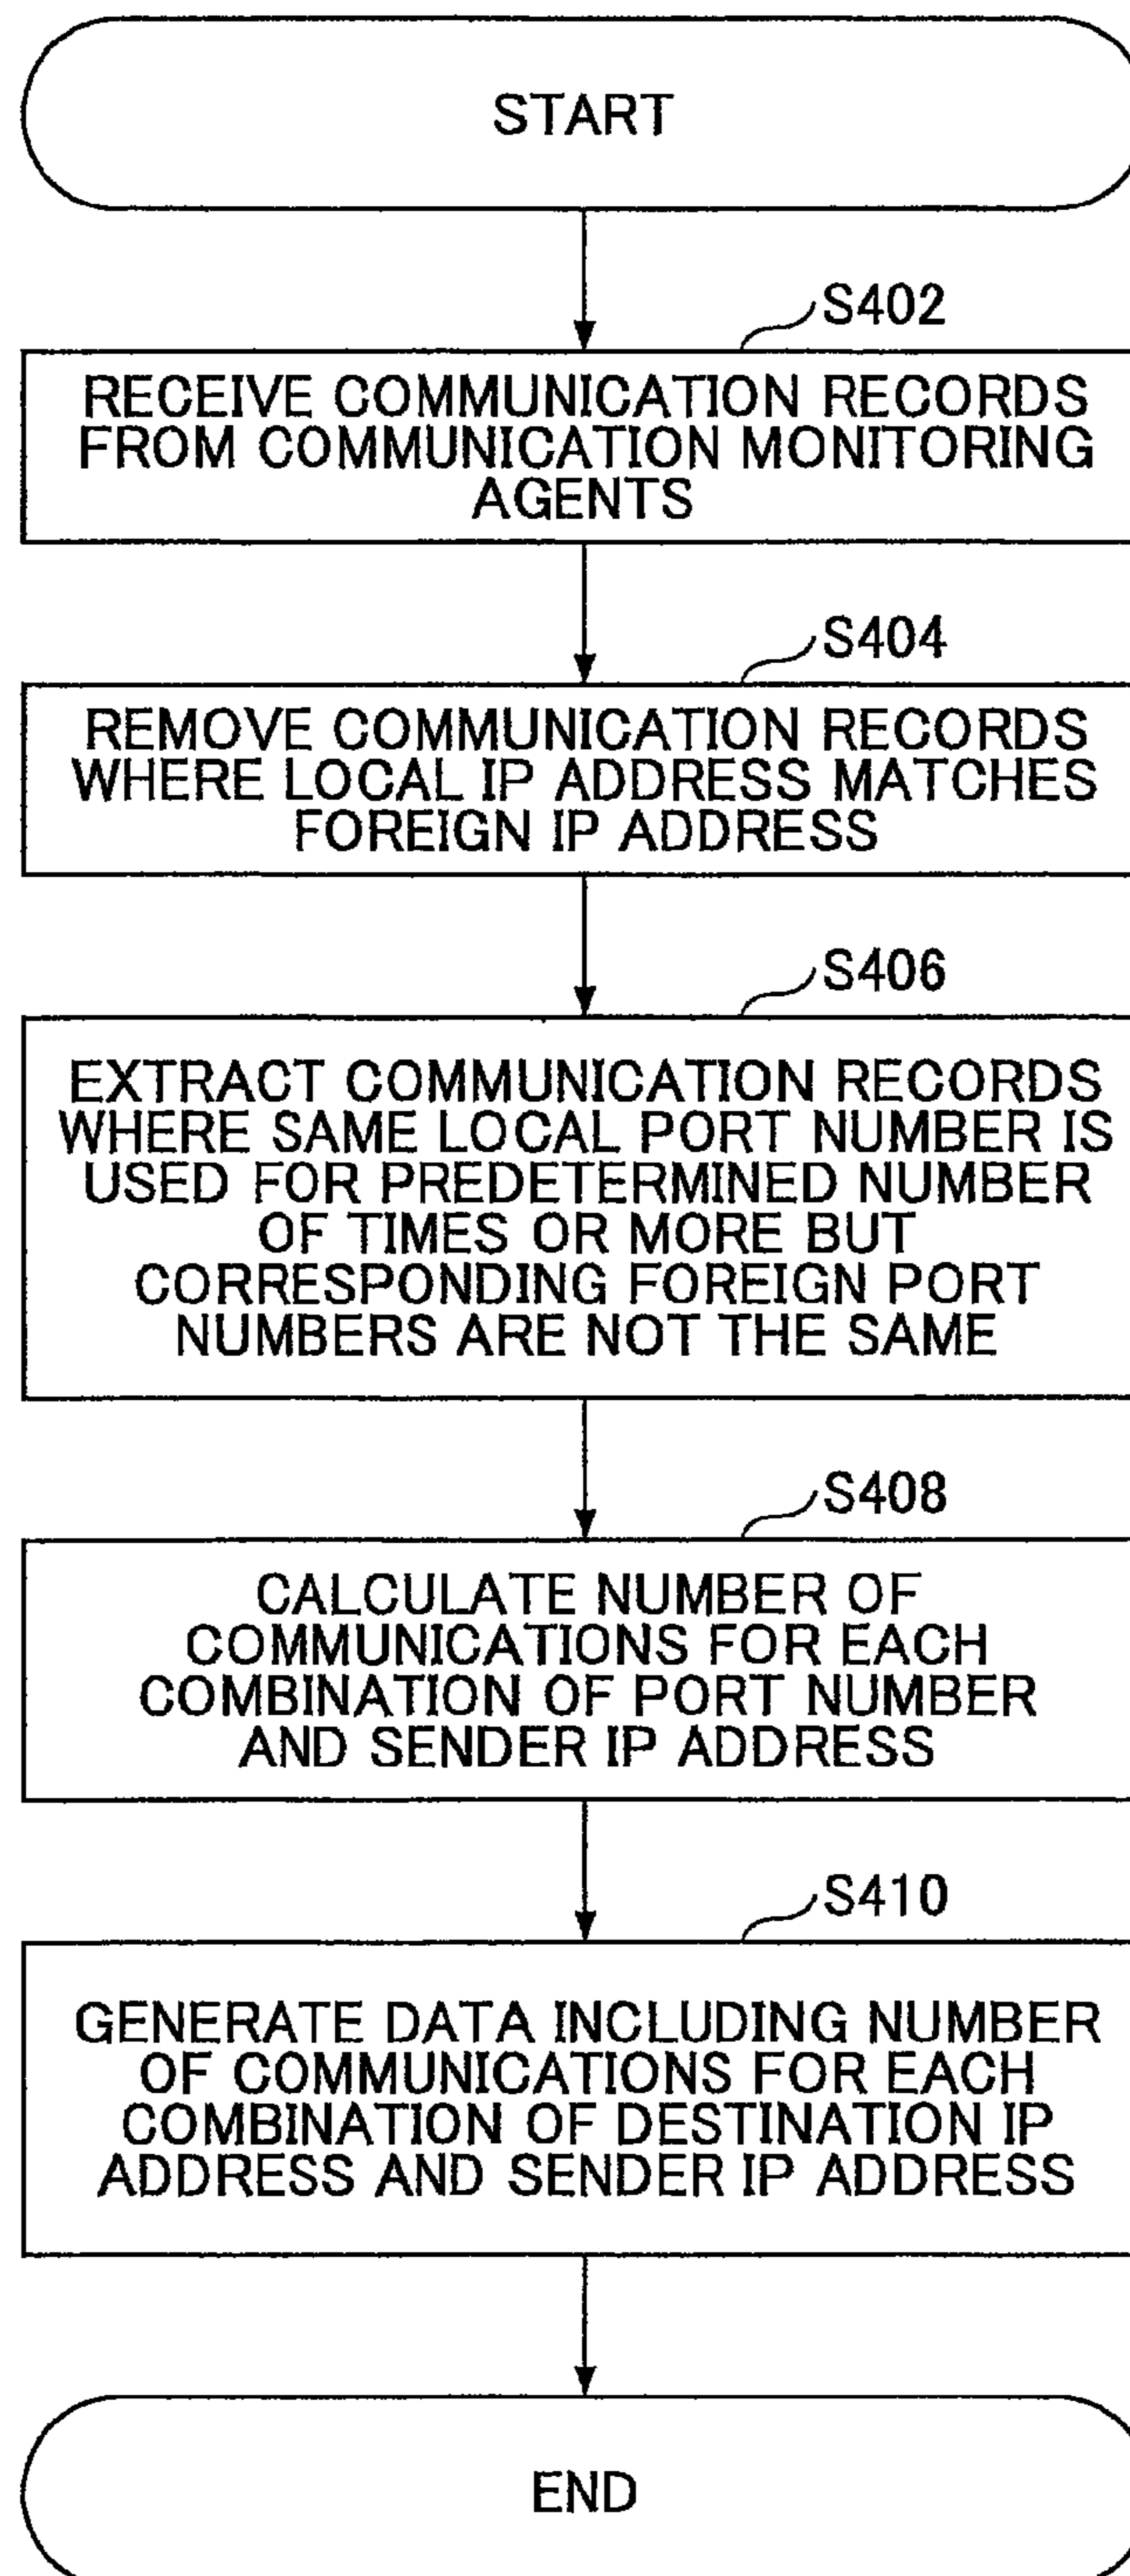 START
S402
RECEIVE COMMUNICATION RECORDS
FROM COMMUNICATION MONITORING
AGENTS
S404
REMOVE COMMUNICATION RECORDS
WHERE LOCAL IP ADDRESS MATCHES
FOREIGN IP ADDRESS
S406
EXTRACT COMMUNICATION RECORDS
WHERE SAME LOCAL PORT NUMBER IS
USED FOR PREDETERMINED NUMBER
OF TIMES OR MORE BUT
CORRESPONDING FOREIGN PORT
NUMBERS ARE NOT THE SAME
S408
CALCULATE NUMBER OF
COMMUNICATIONS FOR EACH
COMBINATION OF PORT NUMBER
AND SENDER IP ADDRESS
S410
GENERATE DATA INCLUDING NUMBER
OF COMMUNICATIONS FOR EACH
COMBINATION OF DESTINATION IP
ADDRESS AND SENDER IP ADDRESS
END